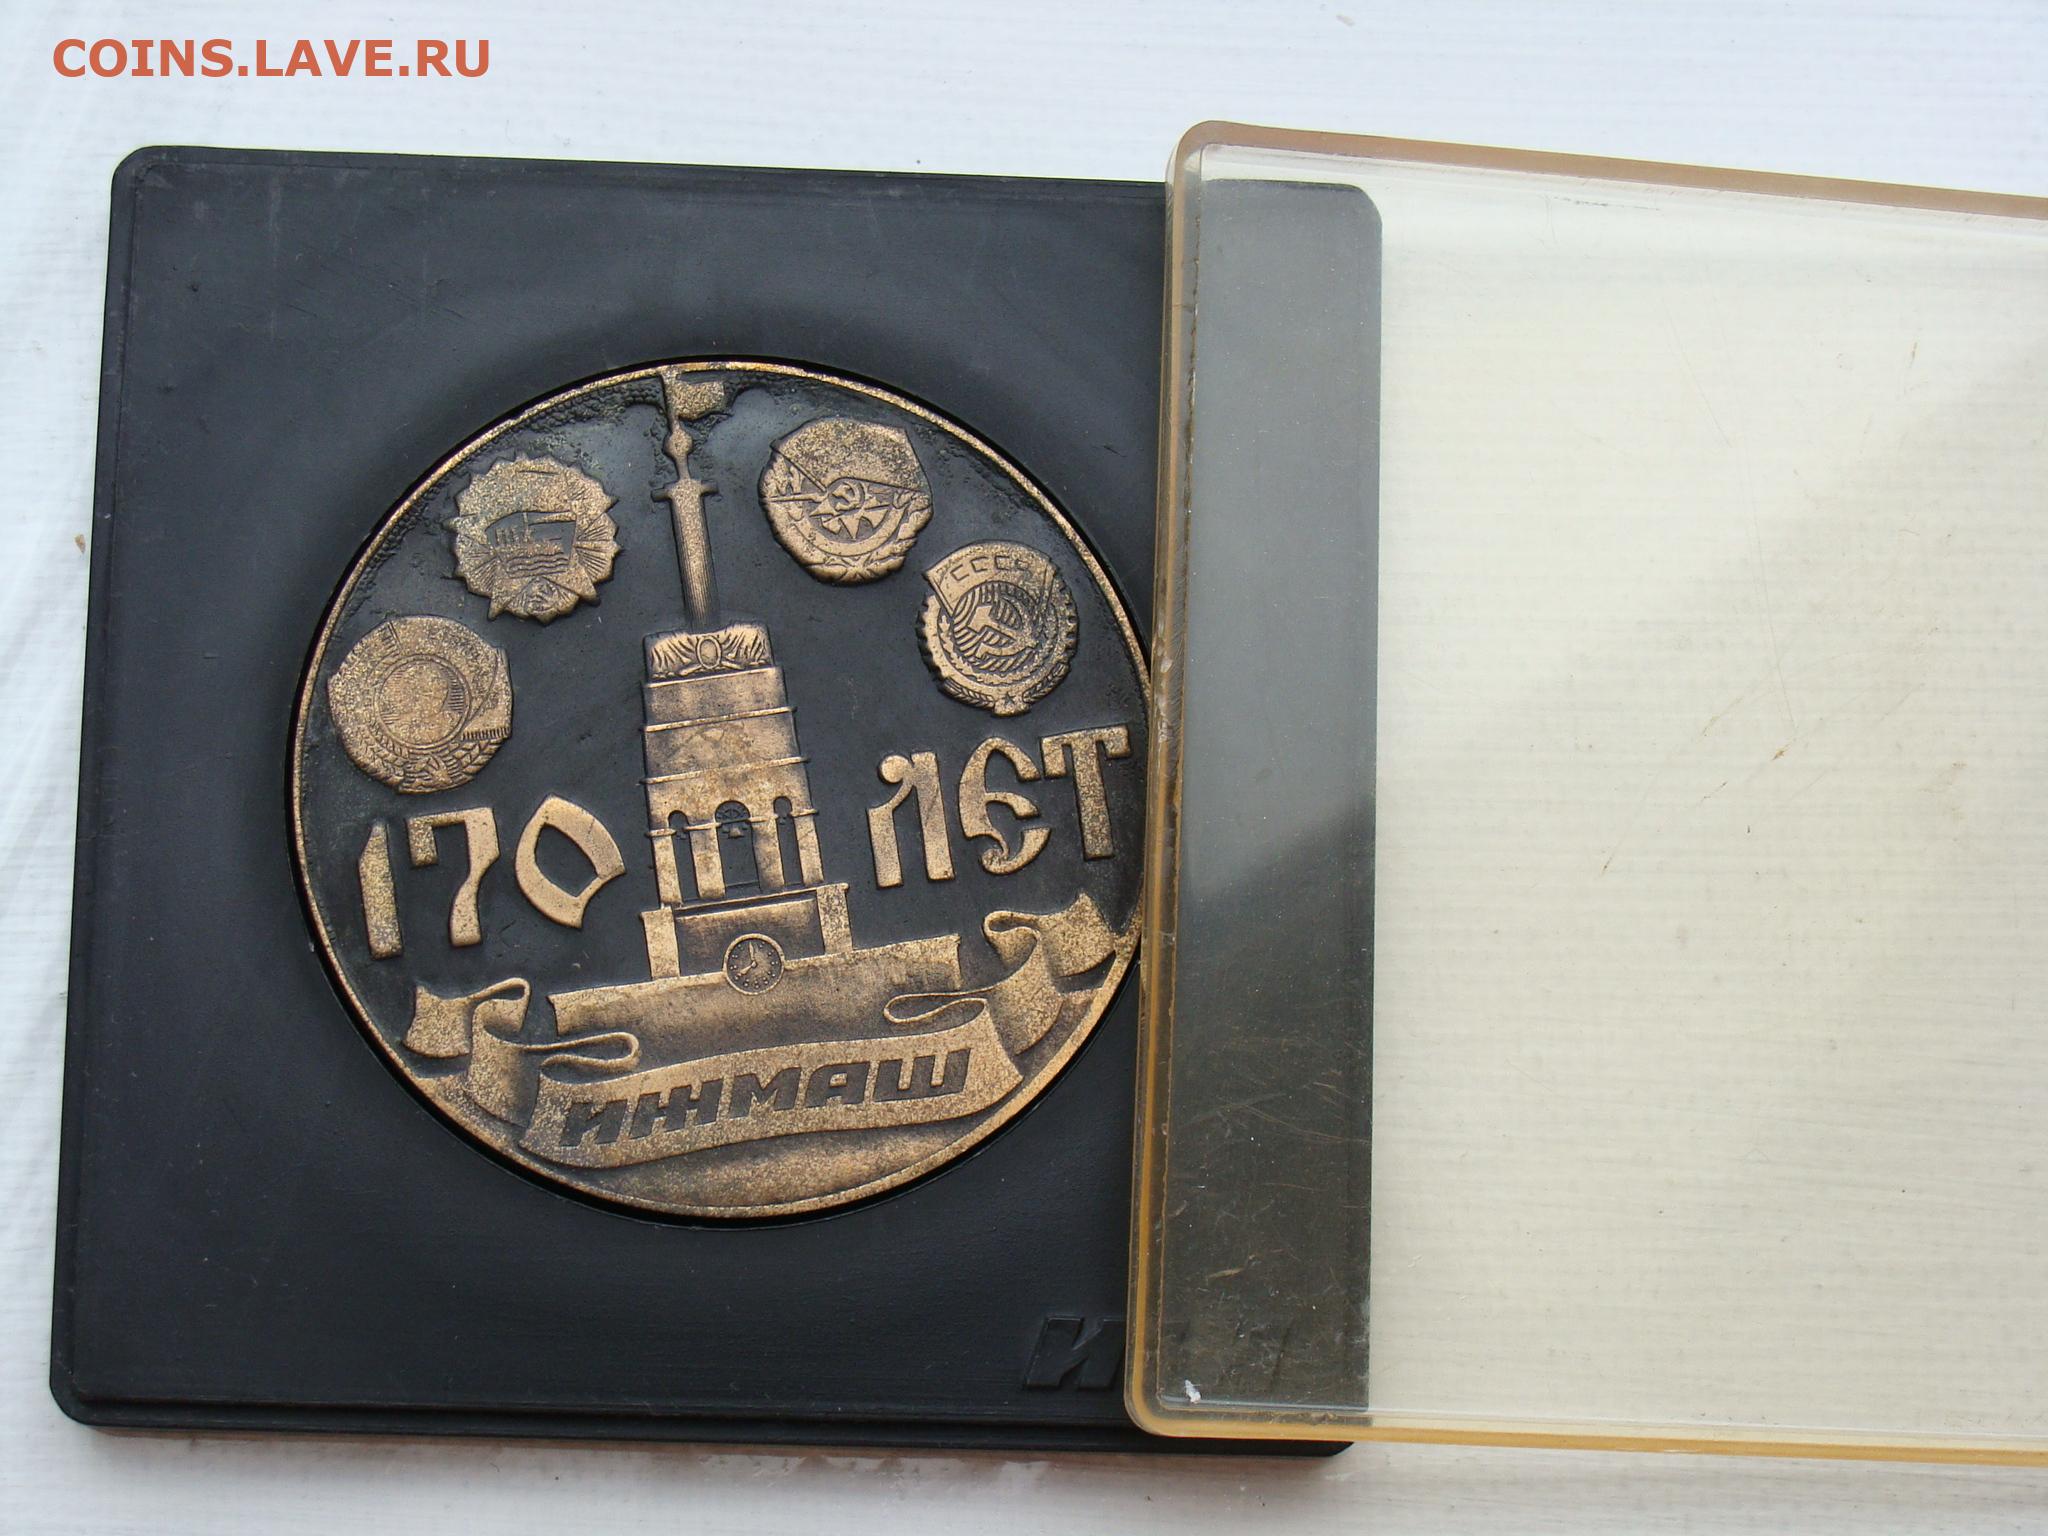 COINS.LAVE.RU
СССР
170 ЛЕТ
ИЖМАШ